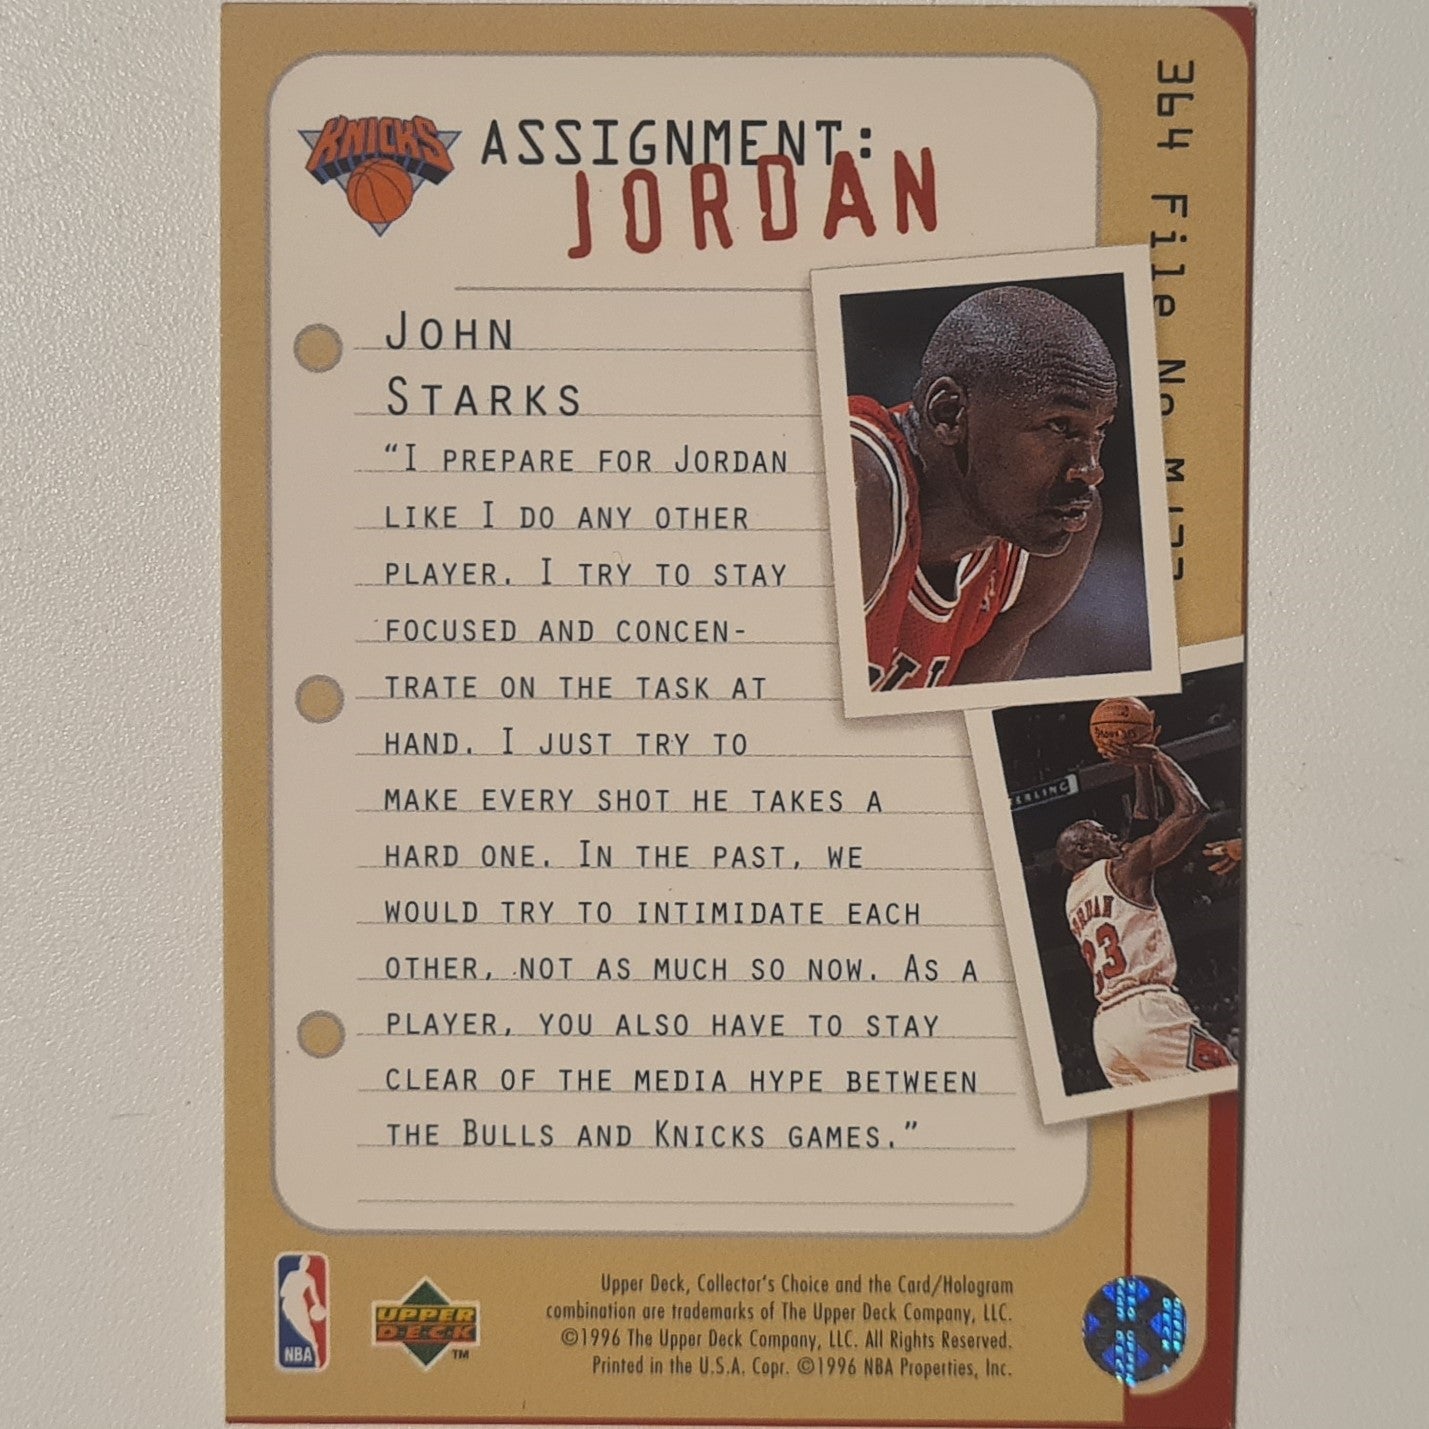 KNICKS
ASSIGNMENT:
JORDAN
364 File No
JOHN
STARKS
“I PREPARE FOR JORDAN
LIKE I DO ANY OTHER
PLAYER. I TRY TO STAY
FOCUSED AND CONCEN-
TRATE ON THE TASK AT
HAND. I JUST TRY TO
MAKE EVERY SHOT HE TAKES A
HARD ONE. IN THE PAST, WE
WOULD TRY TO INTIMIDATE EACH
OTHER, NOT AS MUCH SO NOW. AS A
PLAYER, YOU ALSO HAVE TO STAY
CLEAR OF THE MEDIA HYPE BETWEEN
THE BULLS AND KNICKS GAMES.”
23
NBA
UPPER
DECK
TM
Upper Deck, Collector's Choice and the Card/Hologram
combination are trademarks of The Upper Deck Company, LLC.
©1996 The Upper Deck Company, LLC. All Rights Reserved.
Printed in the U.S.A. Copr. ©1996 NBA Properties, Inc.